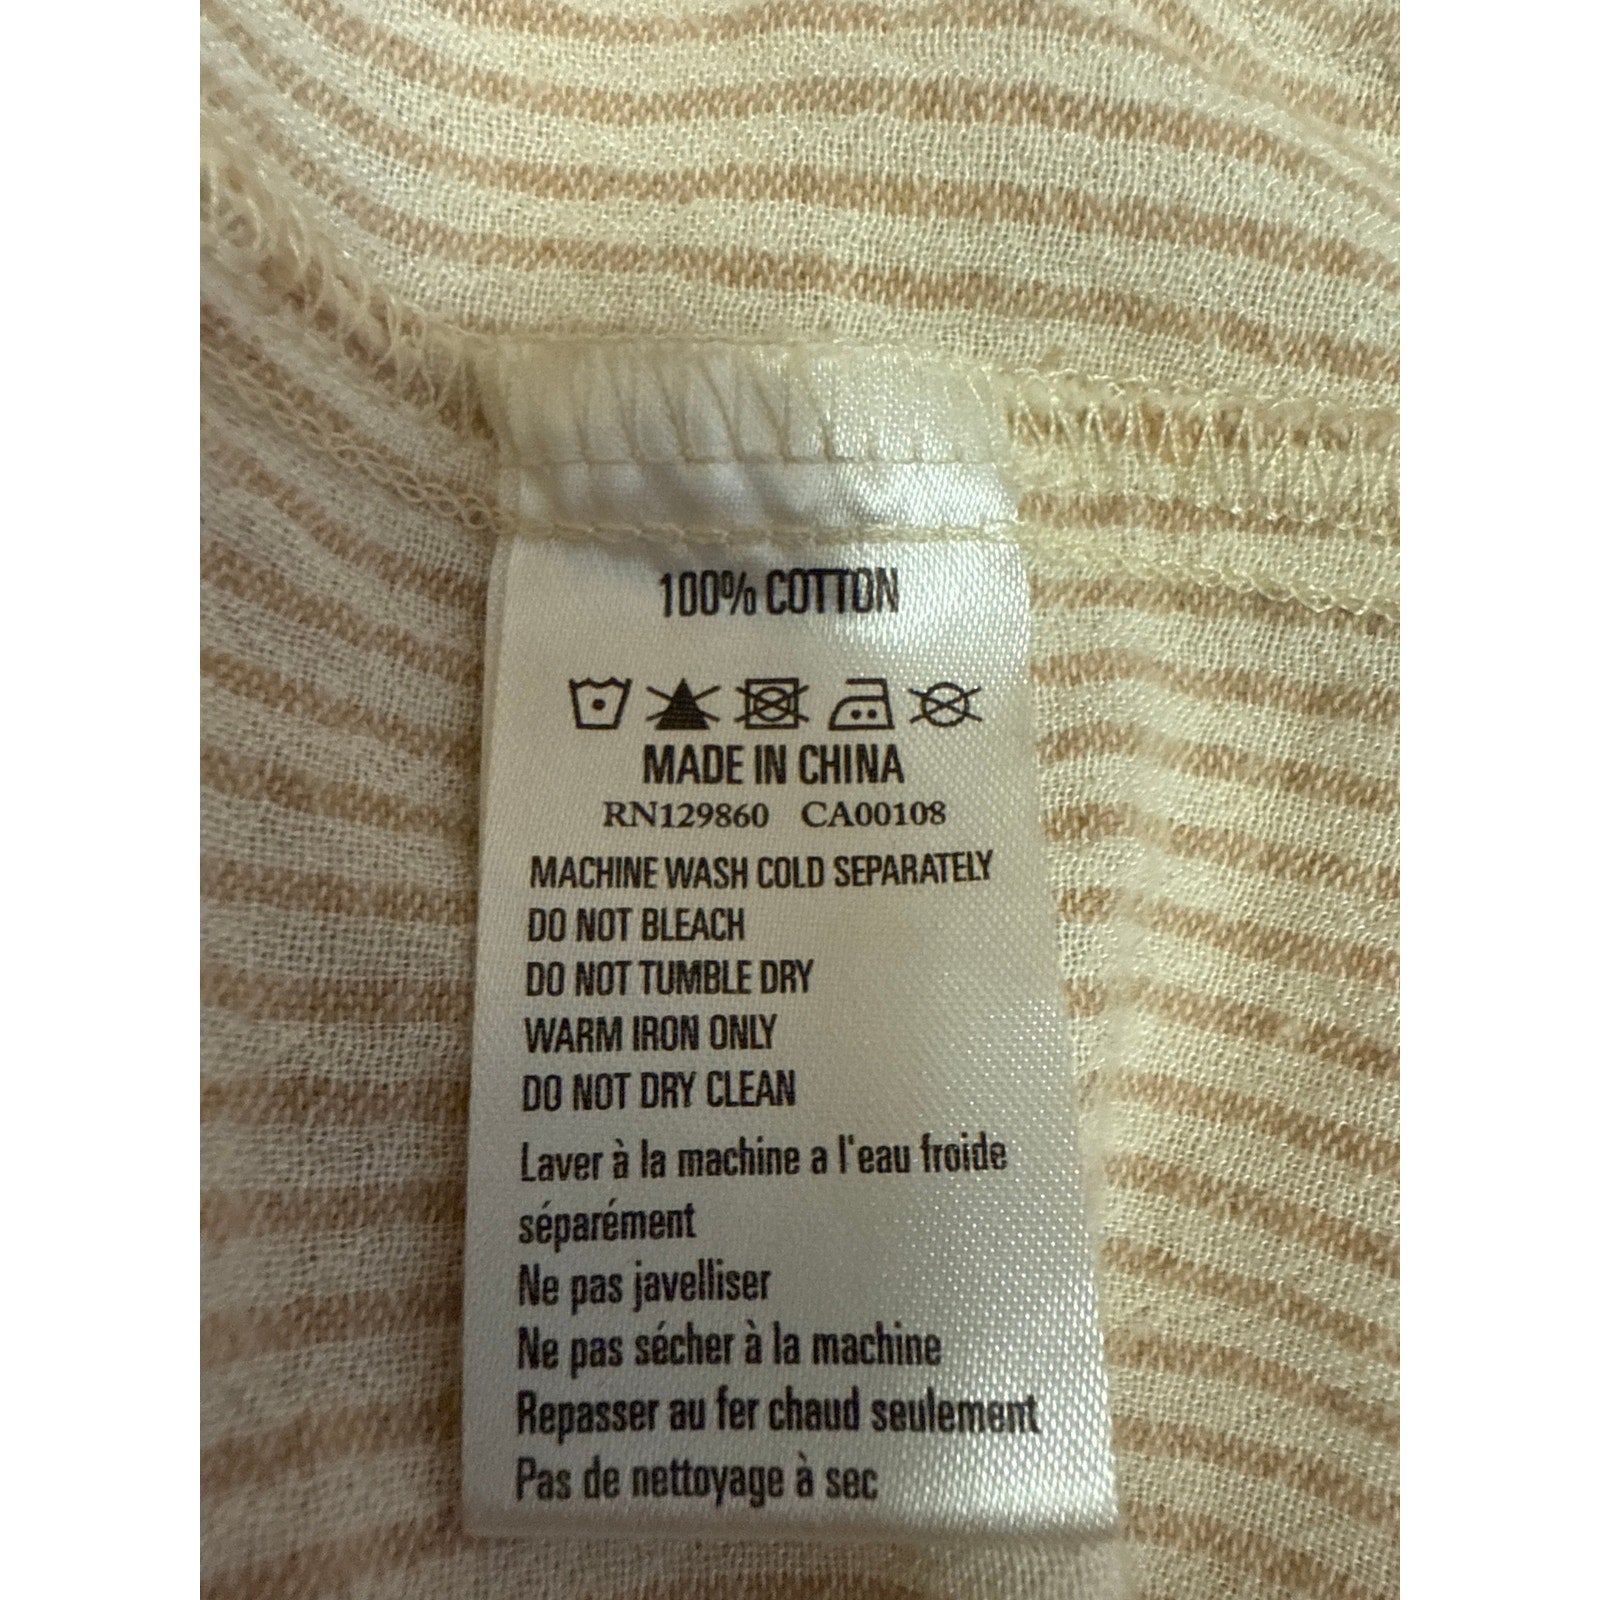 100% COTTON
MADE IN CHINA
RN129860 CA00108
MACHINE WASH COLD SEPARATELY
DO NOT BLEACH
DO NOT TUMBLE DRY
WARM IRON ONLY
DO NOT DRY CLEAN
Laver à la machine a l'eau froide
séparément
Ne pas javelliser
Ne pas sécher à la machine
Repasser au fer chaud seulement
Pas de nettoyage à sec